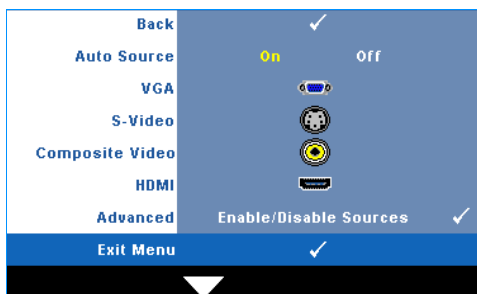 Back
Auto Source On Off
VGA
S-Video
Composite Video
HDMI
Advanced Enable/Disable Sources
Exit Menu